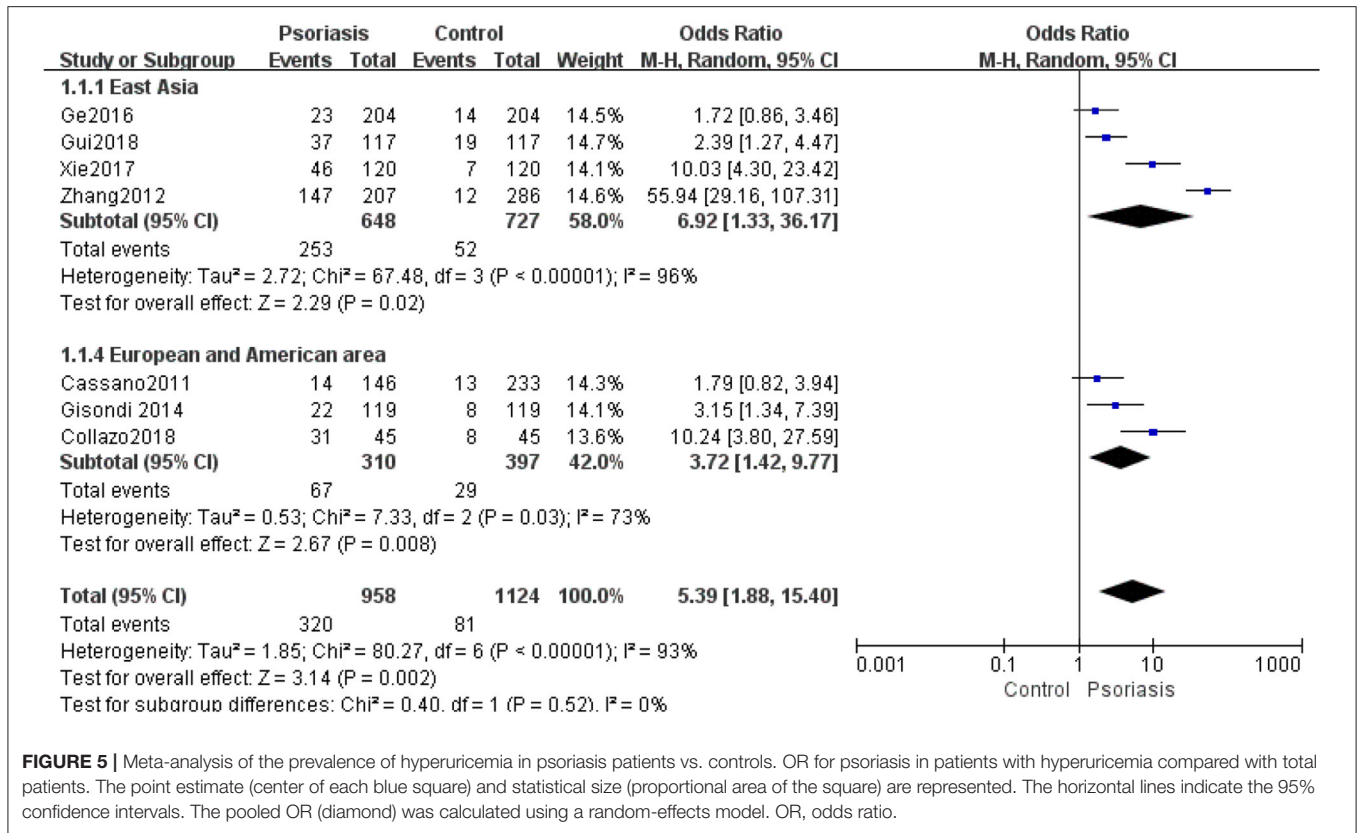 Psoriasis Control Odds Ratio Odds Ratio
Study or Subgroup Events Total Events Total Weight M-H, Random, 95% CI M-H, Random, 95% CI
1.1.1 East Asia
Ge2016 23 204 14 204 14.5% 1.72 [0.86, 3.46]
Gui2018 37 117 19 117 14.7% 2.39 [1.27, 4.47]
Xie2017 46 120 7 120 14.1% 10.03 [4.30, 23.42]
Zhang2012 147 207 12 286 14.6% 55.94 [29.16, 107.31]
Subtotal (95% CI) 648 727 58.0% 6.92 [1.33, 36.17]
Total events 253 52
Heterogeneity: Tau² = 2.72; Chi² = 67.48, df = 3 (P < 0.00001); I² = 96%
Test for overall effect: Z = 2.29 (P = 0.02)
1.1.4 European and American area
Cassano2011 14 146 13 233 14.3% 1.79 [0.82, 3.94]
Gisondi 2014 22 119 8 119 14.1% 3.15 [1.34, 7.39]
Collazo2018 31 45 8 45 13.6% 10.24 [3.80, 27.59]
Subtotal (95% CI) 310 397 42.0% 3.72 [1.42, 9.77]
Total events 67 29
Heterogeneity: Tau² = 0.53; Chi² = 7.33, df = 2 (P = 0.03); I² = 73%
Test for overall effect: Z = 2.67 (P = 0.008)
Total (95% CI) 958 1124 100.0% 5.39 [1.88, 15.40]
Total events 320 81
Heterogeneity: Tau² = 1.85; Chi² = 80.27, df = 6 (P < 0.00001); I² = 93%
Test for overall effect: Z = 3.14 (P = 0.002)
Test for subgroup differences: Chi² = 0.40, df = 1 (P = 0.52), I² = 0%
0.001 0.1 1 10 1000
Control Psoriasis
FIGURE 5 | Meta-analysis of the prevalence of hyperuricemia in psoriasis patients vs. controls. OR for psoriasis in patients with hyperuricemia compared with total
patients. The point estimate (center of each blue square) and statistical size (proportional area of the square) are represented. The horizontal lines indicate the 95%
confidence intervals. The pooled OR (diamond) was calculated using a random-effects model. OR, odds ratio.